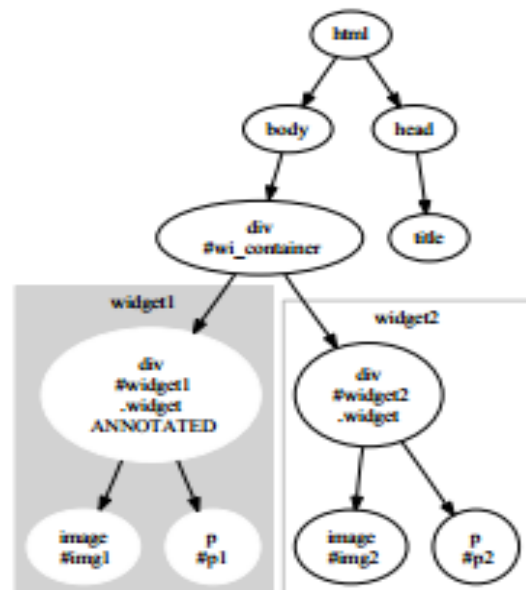 html
body
head
div
#wi_container
title
widget1
widget2
div
#widget1
.widget
ANNOTATED
div
#widget2
.widget
image
#img1
p
#p1
image
#img2
p
#p2